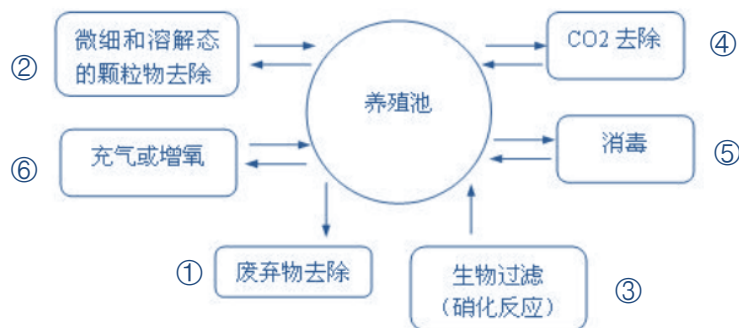 微细和溶解态
的颗粒物去除
②
CO2 去除
④
养殖池
充气或增氧
⑥
消毒
⑤
①
废弃物去除
生物过滤
（硝化反应）
③